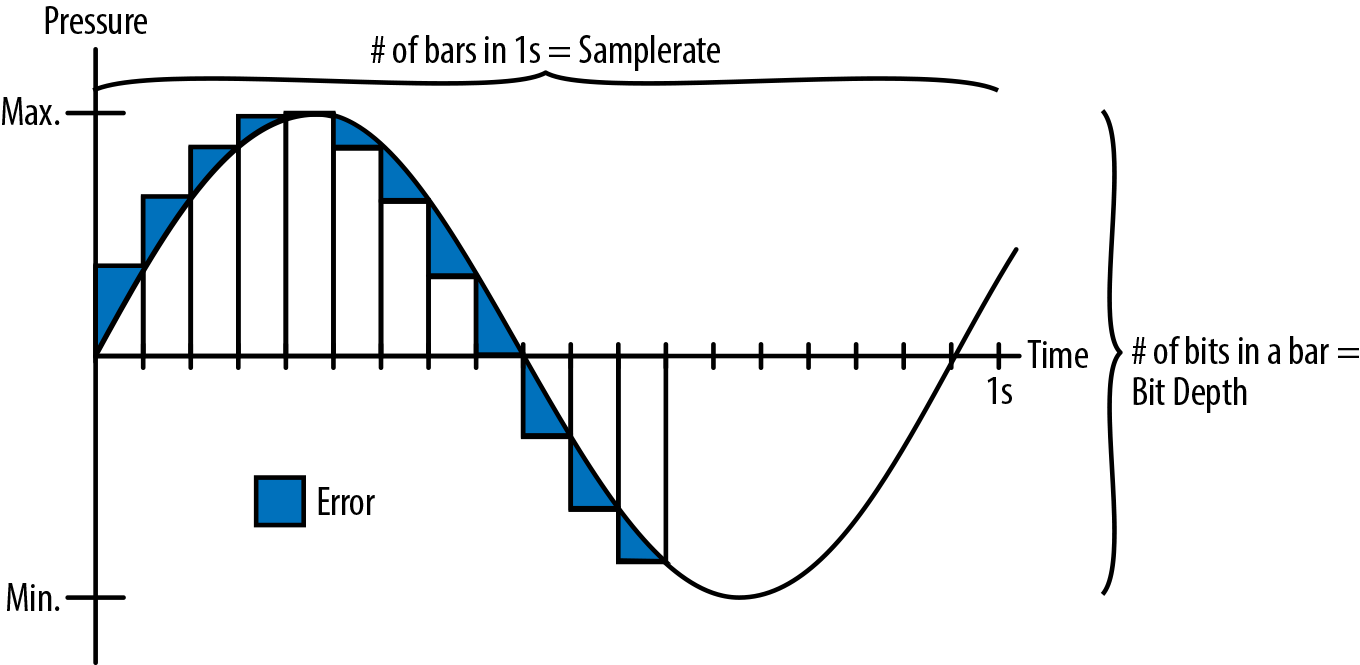 Pressure
# of bars in 1s = Samplerate
Max.
# of bits in a bar =
Bit Depth
Time
1s
Error
Min.